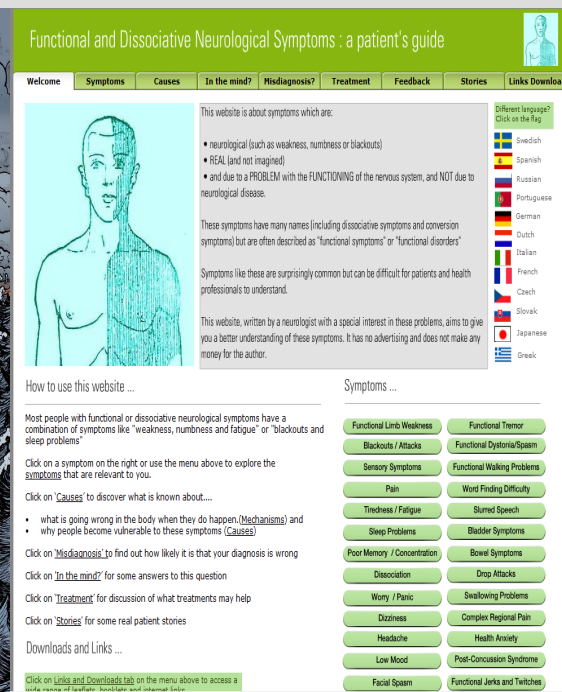 Functional and Dissociative Neurological Symptoms : a patient's guide
Welcome
Symptoms
Causes
In the mind?
Misdiagnosis?
Treatment
Feedback
Stories
Links Downloa
This website is about symptoms which are:
• neurological (such as weakness, numbness or blackouts)
• REAL (and not imagined)
• and due to a PROBLEM with the FUNCTIONING of the nervous system, and NOT due to
neurological disease.
These symptoms have many names (including dissociative symptoms and conversion
symptoms) but are often described as "functional symptoms" or "functional disorders"
Symptoms like these are surprisingly common but can be difficult for patients and health
professionals to understand.
This website, written by a neurologist with a special interest in these problems, aims to give
you a better understanding of these symptoms. It has no advertising and does not make any
money for the author.
Different language?
Click on the flag
Swedish
Spanish
Russian
Portuguese
German
Dutch
Italian
French
Czech
Slovak
Japanese
Greek
How to use this website ...
Most people with functional or dissociative neurological symptoms have a
combination of symptoms like "weakness, numbness and fatigue" or "blackouts and
sleep problems"
Click on a symptom on the right or use the menu above to explore the
symptoms that are relevant to you.
Click on 'Causes' to discover what is known about....
• what is going wrong in the body when they do happen.(Mechanisms) and
• why people become vulnerable to these symptoms (Causes)
Click on 'Misdiagnosis' to find out how likely it is that your diagnosis is wrong
Click on 'In the mind?' for some answers to this question
Click on 'Treatment' for discussion of what treatments may help
Click on 'Stories' for some real patient stories
Downloads and Links ...
Click on Links and Downloads tab on the menu above to access a
wide range of leaflets, booklets and internet links
Symptoms ...
Functional Limb Weakness
Functional Tremor
Blackouts / Attacks
Functional Dystonia/Spasm
Sensory Symptoms
Functional Walking Problems
Pain
Word Finding Difficulty
Tiredness / Fatigue
Slurred Speech
Sleep Problems
Bladder Symptoms
Poor Memory / Concentration
Bowel Symptoms
Dissociation
Drop Attacks
Worry / Panic
Swallowing Problems
Dizziness
Complex Regional Pain
Headache
Health Anxiety
Low Mood
Post-Concussion Syndrome
Facial Spasm
Functional Jerks and Twitches